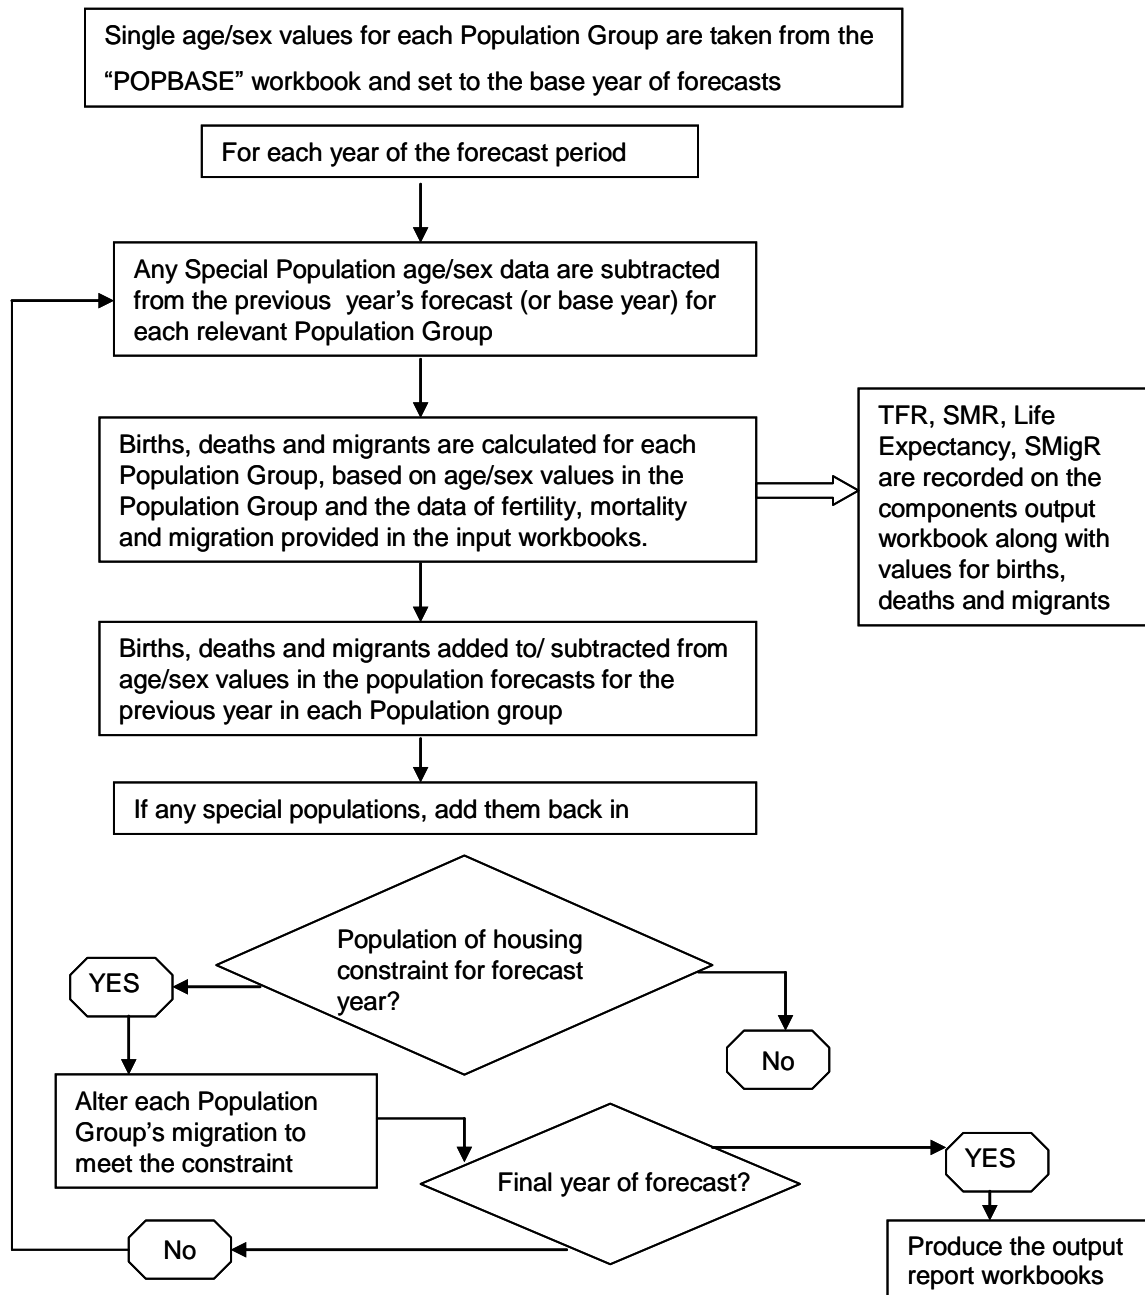 Single age/sex values for each Population Group are taken from the
“POPBASE” workbook and set to the base year of forecasts
For each year of the forecast period
Any Special Population age/sex data are subtracted
from the previous year’s forecast (or base year) for
each relevant Population Group
Births, deaths and migrants are calculated for each
Population Group, based on age/sex values in the
Population Group and the data of fertility, mortality
and migration provided in the input workbooks.
TFR, SMR, Life
Expectancy, SMigR
are recorded on the
components output
workbook along with
values for births,
deaths and migrants
Births, deaths and migrants added to/ subtracted from
age/sex values in the population forecasts for the
previous year in each Population group
If any special populations, add them back in
Population of housing
constraint for forecast
year?
YES
No
Alter each Population
Group’s migration to
meet the constraint
Final year of forecast?
YES
No
Produce the output
report workbooks